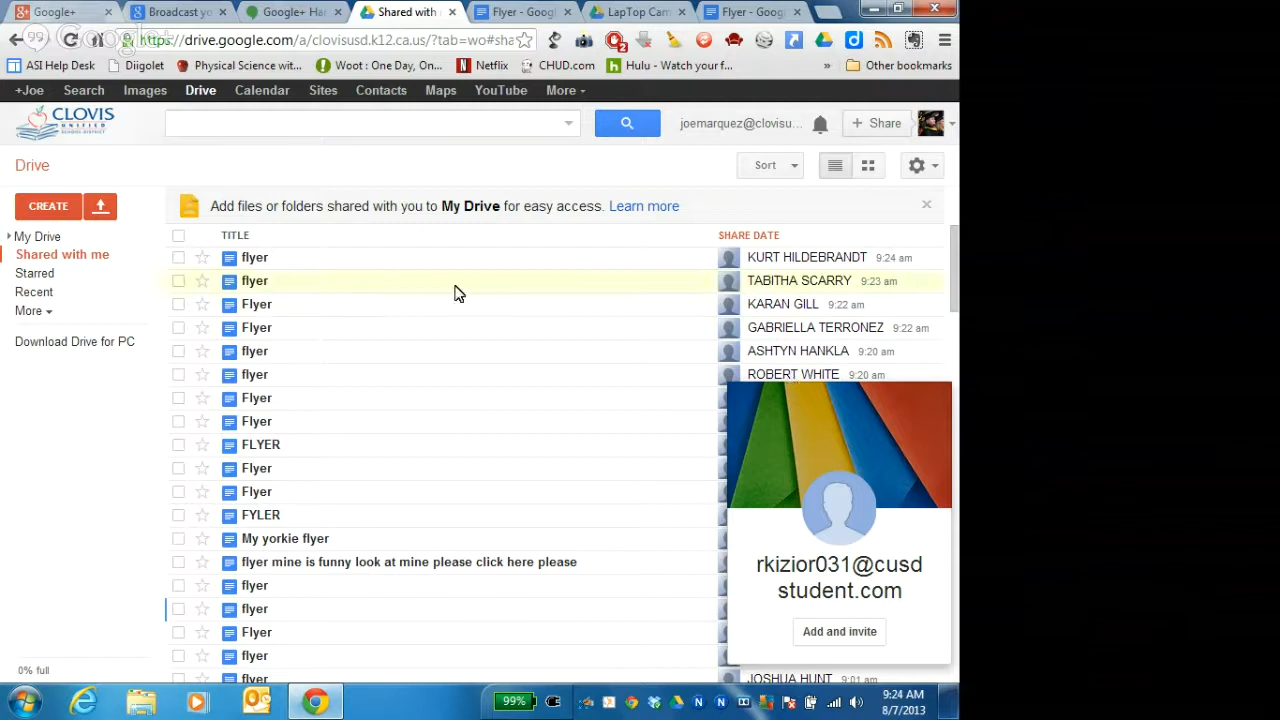 Google+
Broadcast yo
Google+ Han
Shared with
Flyer - Goog
LapTop Cam
Flyer - Goog
https://drive.google.com/a/clovisusd.k12.ca.us/?tab=wo#sha
ASI Help Desk
Diigolet
Physical Science wit...
Woot : One Day, On...
Netflix
CHUD.com
Hulu - Watch your f...
»
Other bookmarks
+Joe Search Images Drive Calendar Sites Contacts Maps YouTube More
CLOVIS
UNIFIED
SCHOOL DISTRICT
joemarquez@clovisu...
+ Share
Drive
Sort
CREATE
Add files or folders shared with you to My Drive for easy access. Learn more
My Drive
Shared with me
Starred
Recent
More
Download Drive for PC
TITLE SHARE DATE
flyer KURT HILDEBRANDT 9:24 am
flyer TABITHA SCARRY 9:23 am
Flyer KARAN GILL 9:22 am
Flyer GABRIELLA TERRONEZ 9:22 am
flyer ASHTYN HANKLA 9:20 am
flyer ROBERT WHITE 9:20 am
Flyer
Flyer
FLYER
Flyer
Flyer
FYLER
My yorkie flyer
flyer mine is funny look at mine please click here please
flyer
flyer
Flyer
flyer
flyer JOSHUA HUNT 9:01 am
rkizior031@cusd
student.com
Add and invite
0% full
99%
9:24 AM
8/7/2013